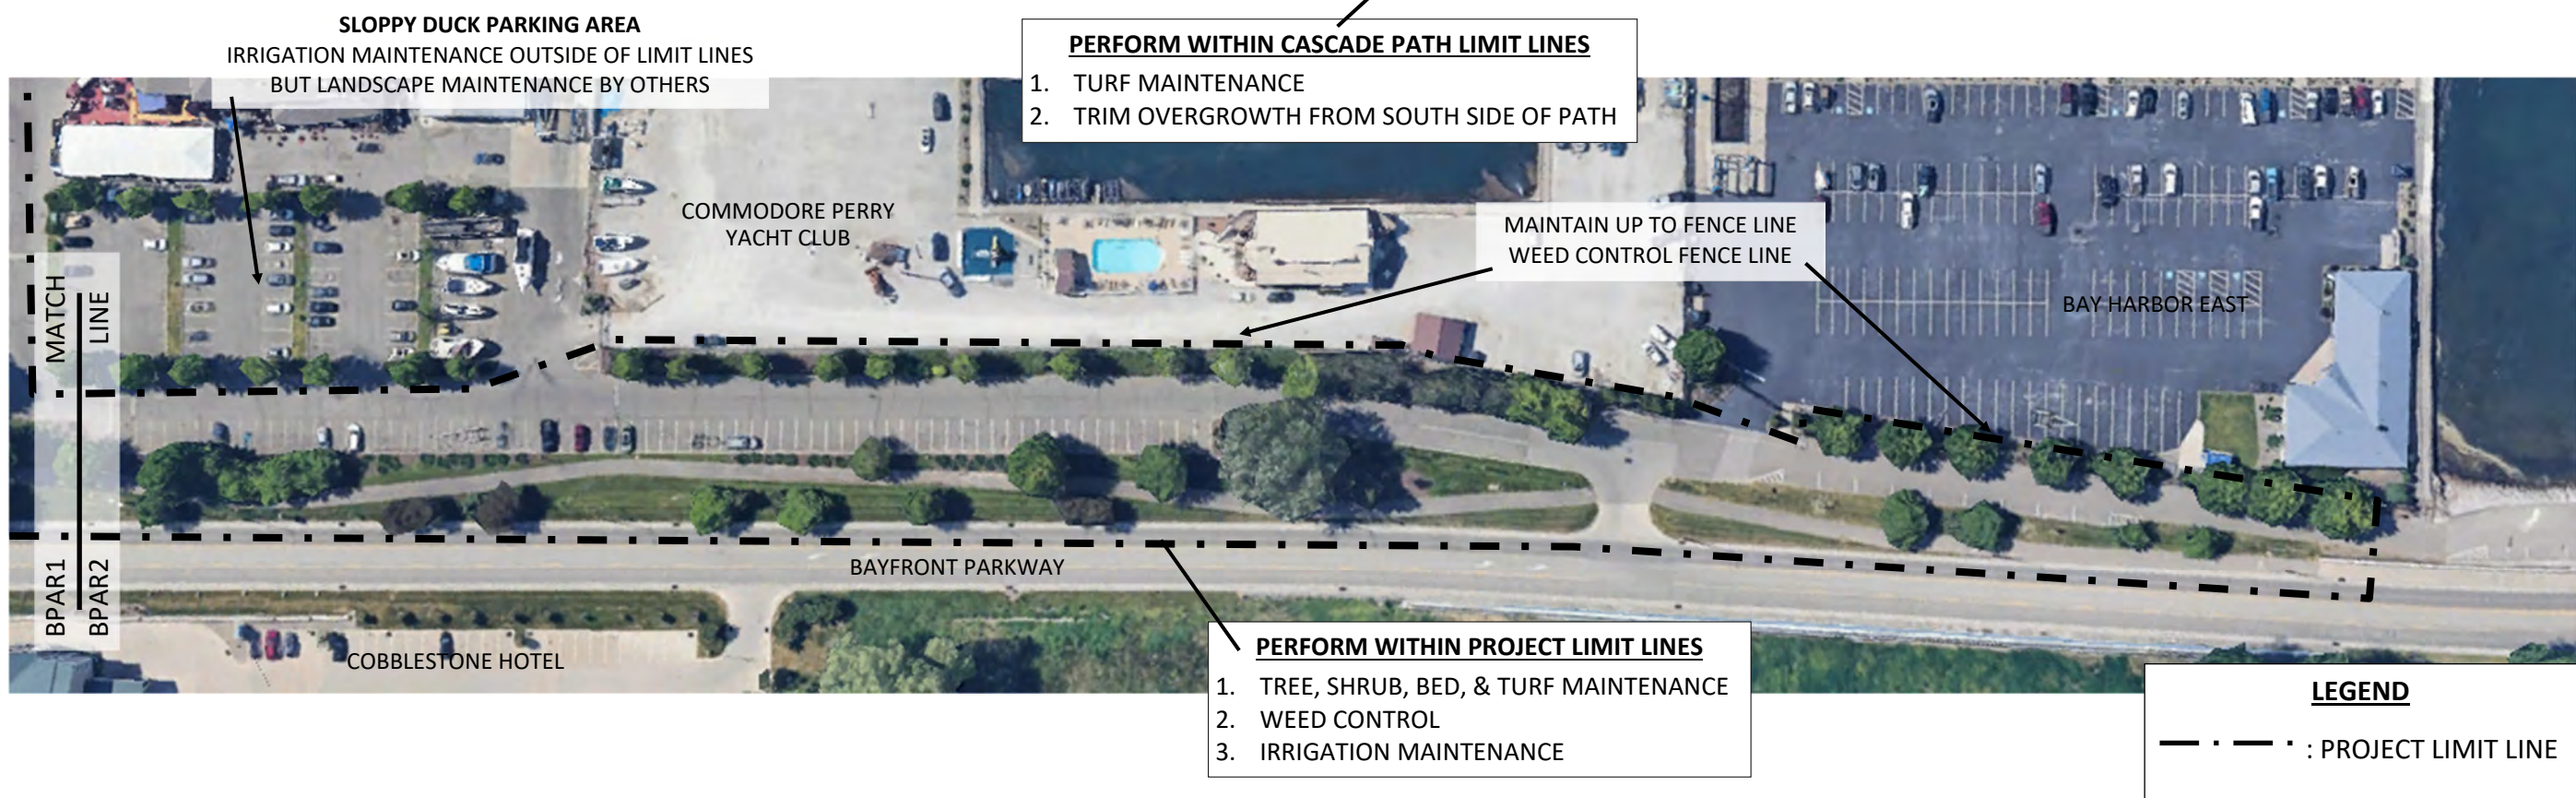 SLOPPY DUCK PARKING AREA
IRRIGATION MAINTENANCE OUTSIDE OF LIMIT LINES
BUT LANDSCAPE MAINTENANCE BY OTHERS
PERFORM WITHIN CASCADE PATH LIMIT LINES
1. TURF MAINTENANCE
2. TRIM OVERGROWTH FROM SOUTH SIDE OF PATH
COMMODORE PERRY
YACHT CLUB
MAINTAIN UP TO FENCE LINE
WEED CONTROL FENCE LINE
BAY HARBOR EAST
MATCH
LINE
BPAR1
BPAR2
BAYFRONT PARKWAY
COBBLESTONE HOTEL
PERFORM WITHIN PROJECT LIMIT LINES
1. TREE, SHRUB, BED, & TURF MAINTENANCE
2. WEED CONTROL
3. IRRIGATION MAINTENANCE
LEGEND
: PROJECT LIMIT LINE